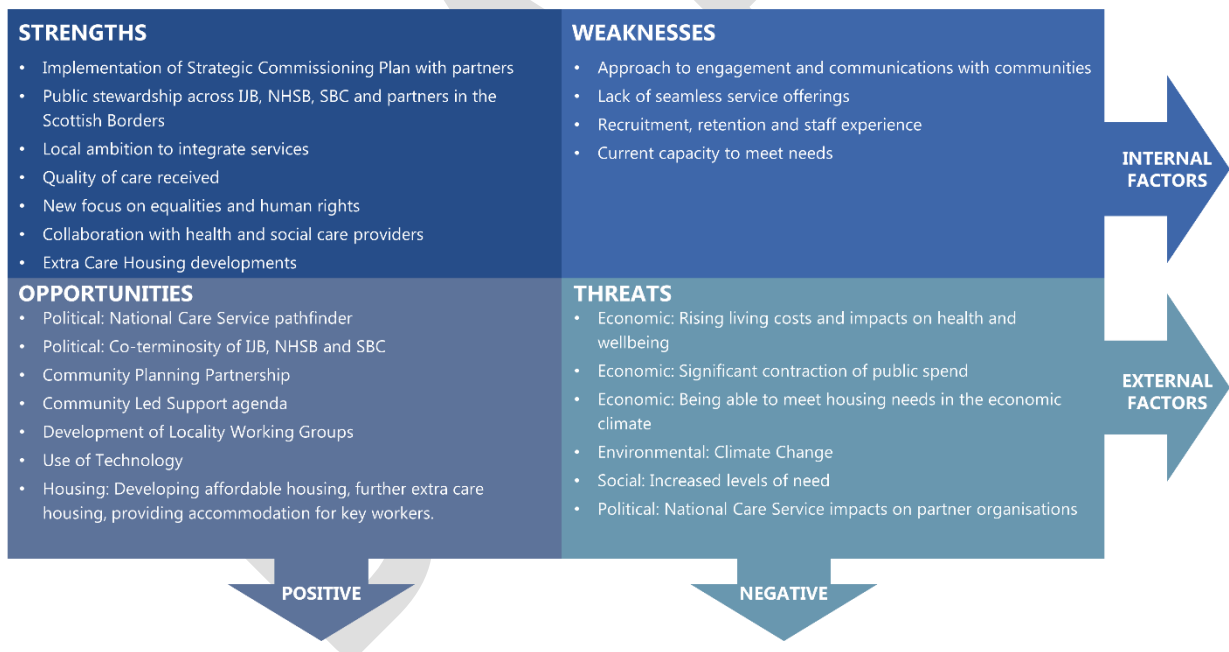 STRENGTHS
• Implementation of Strategic Commissioning Plan with partners
• Public stewardship across IJB, NHSB, SBC and partners in the
Scottish Borders
• Local ambition to integrate services
• Quality of care received
• New focus on equalities and human rights
• Collaboration with health and social care providers
• Extra Care Housing developments
WEAKNESSES
• Approach to engagement and communications with communities
• Lack of seamless service offerings
• Recruitment, retention and staff experience
• Current capacity to meet needs
INTERNAL
FACTORS
OPPORTUNITIES
• Political: National Care Service pathfinder
• Political: Co-terminosity of IJB, NHSB and SBC
• Community Planning Partnership
• Community Led Support agenda
• Development of Locality Working Groups
• Use of Technology
• Housing: Developing affordable housing, further extra care
housing, providing accommodation for key workers.
THREATS
• Economic: Rising living costs and impacts on health and
wellbeing
• Economic: Significant contraction of public spend
• Economic: Being able to meet housing needs in the economic
climate
• Environmental: Climate Change
• Social: Increased levels of need
• Political: National Care Service impacts on partner organisations
EXTERNAL
FACTORS
POSITIVE
NEGATIVE